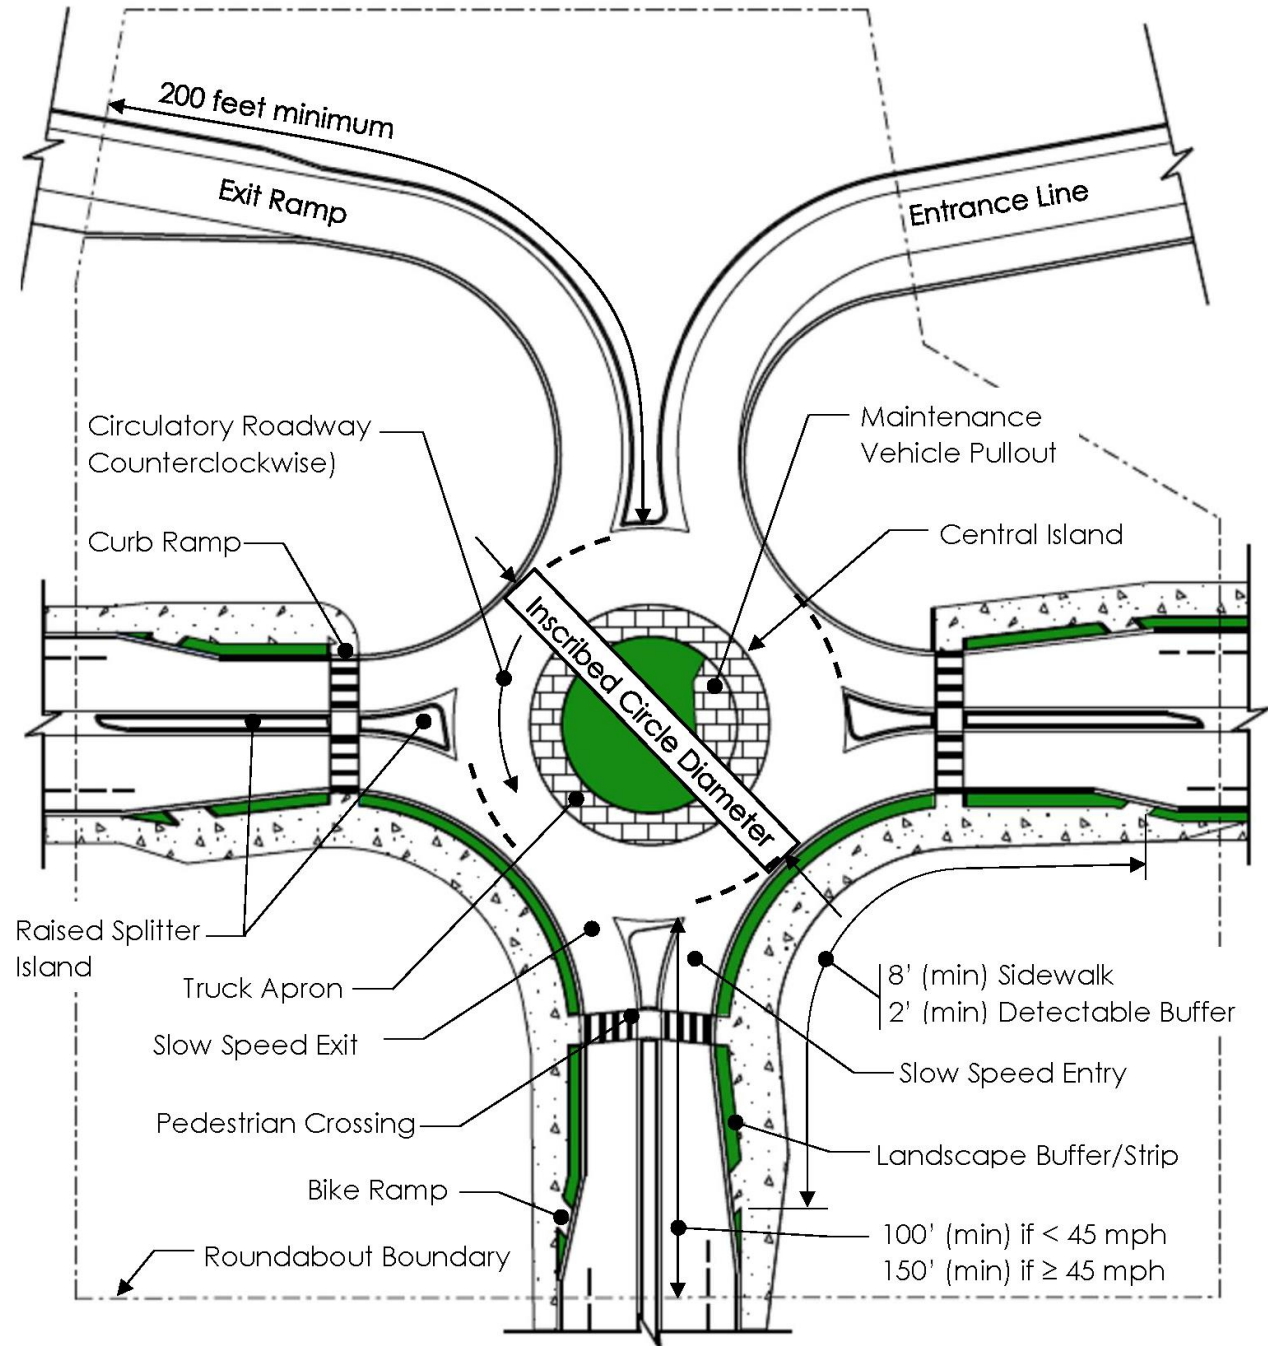 200 feet minimum
Exit Ramp
Entrance Line
Circulatory Roadway
Counterclockwise)
Maintenance
Vehicle Pullout
Curb Ramp
Central Island
Inscribed Circle Diameter
Raised Splitter
Island
Truck Apron
8' (min) Sidewalk
2' (min) Detectable Buffer
Slow Speed Exit
Slow Speed Entry
Pedestrian Crossing
Landscape Buffer/Strip
Bike Ramp
100' (min) if < 45 mph
150' (min) if ≥ 45 mph
Roundabout Boundary